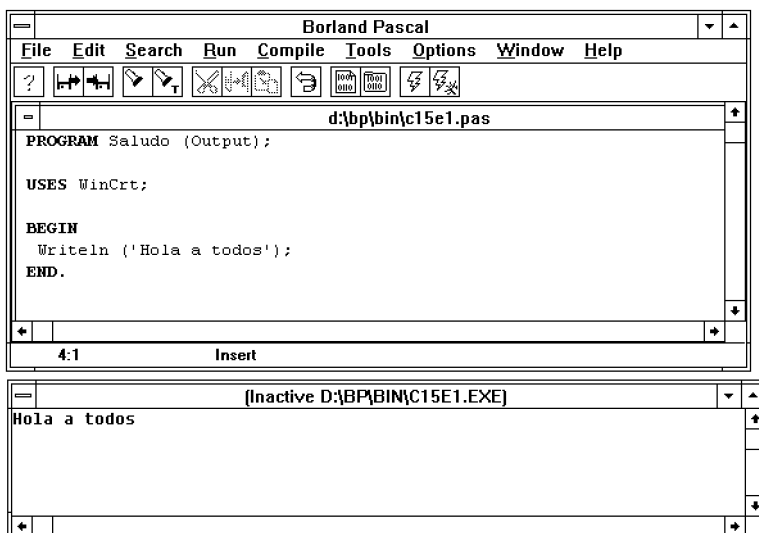 Borland Pascal
File Edit Search Run Compile Tools Options Window Help
d:\bp\bin\c15e1.pas
PROGRAM Saludo (Output);
USES WinCrt;
BEGIN
Writeln ('Hola a todos');
END.
4:1 Insert
(Inactive D:\BP\BIN\C15E1.EXE)
Hola a todos